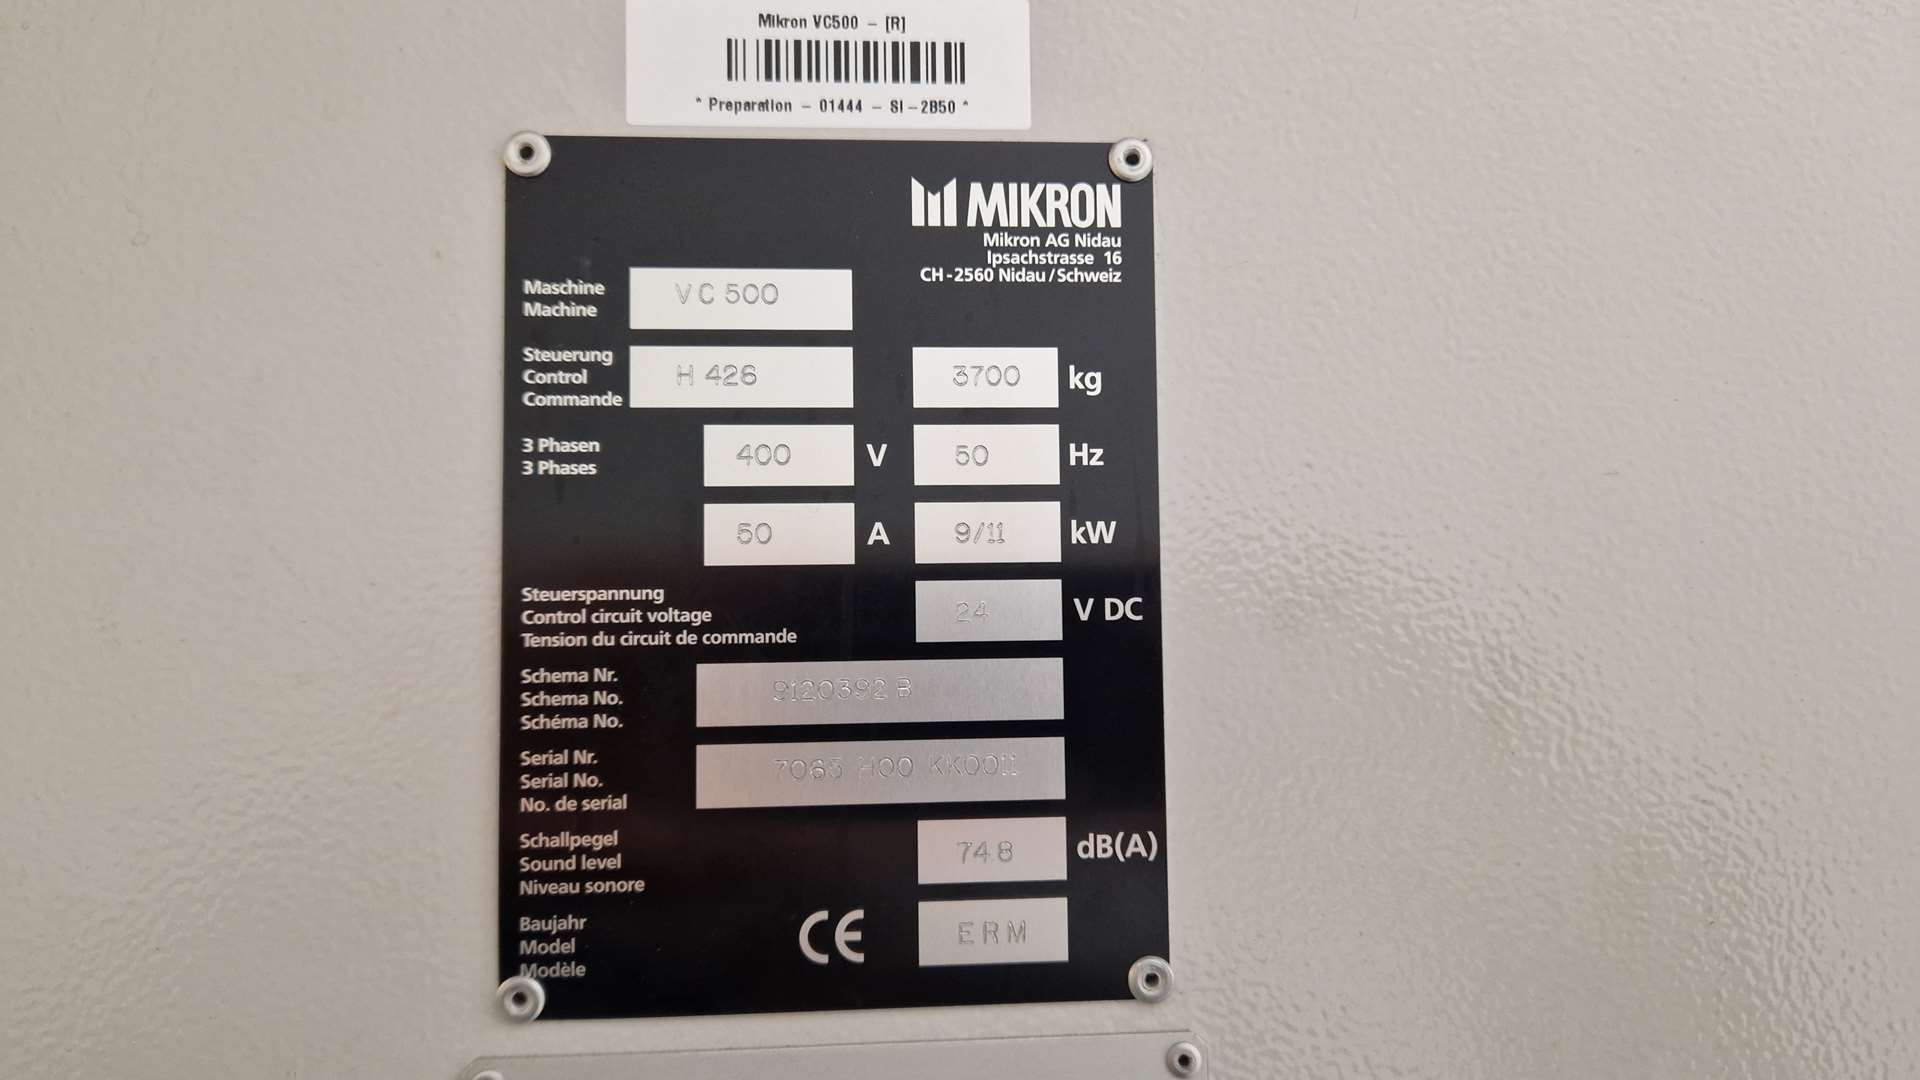 Mikron VC500 - [R]
* Preparation - 01444 - SI-2B50 *
MIKRON
Mikron AG Nidau
Ipsachstrasse 16
CH-2560 Nidau/Schweiz
Maschine
Machine
VC 500
Steuerung
Control
Commande
H 426
3700 kg
3 Phasen
3 Phases
400 V
50 Hz
50 A
9/11 kW
Steuerspannung
Control circuit voltage
Tension du circuit de commande
24 V DC
Schema Nr.
Schema No.
Schéma No.
9120392 B
Serial Nr.
Serial No.
No. de serial
7065 H00 KK0011
Schallpegel
Sound level
Niveau sonore
74 8 dB(A)
Baujahr
Model
Modèle
CE
ERM